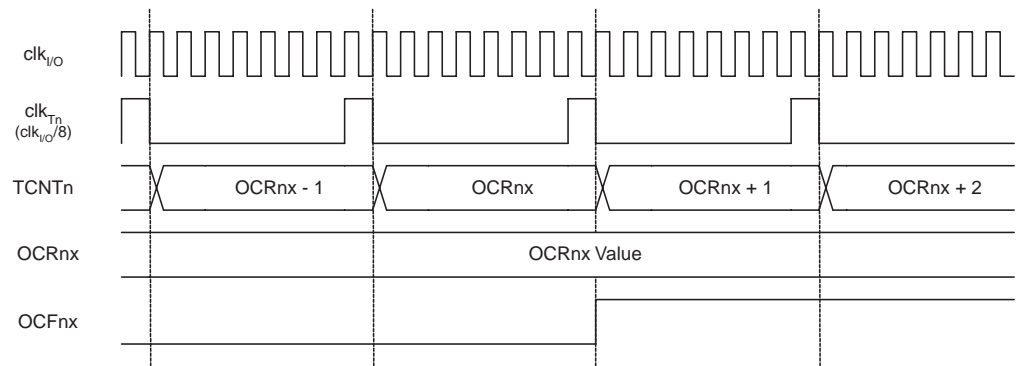 clkI/O
clkTn
(clkI/O/8)
TCNTn
OCRnx - 1
OCRnx
OCRnx + 1
OCRnx + 2
OCRnx
OCRnx Value
OCFnx